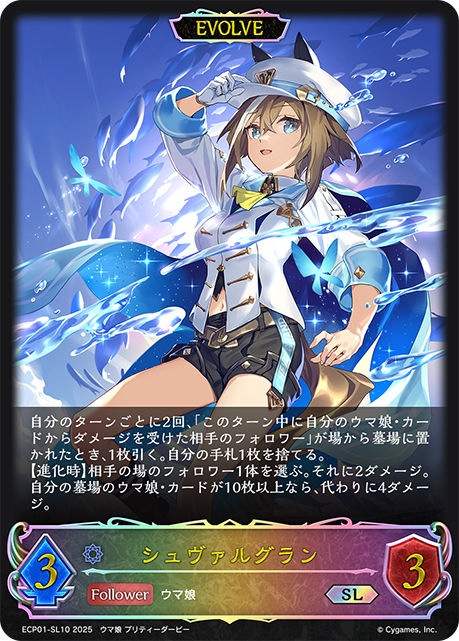 EVOLVE
自分のターンごとに2回、「このターン中に自分のウマ娘・カー
ドからダメージを受けた相手のフォロワー」が場から墓場に置
かれたとき、1枚引く。自分の手札1枚を捨てる。
【進化時】相手の場のフォロワー1体を選ぶ。それに2ダメージ。
自分の墓場のウマ娘・カードが10枚以上なら、代わりに4ダメー
ジ。
シュヴァルグラン
3
Follower ウマ娘
SL
3
ECP01-SL10 2025 ウマ娘 プリティーダービー
© Cygames, Inc.